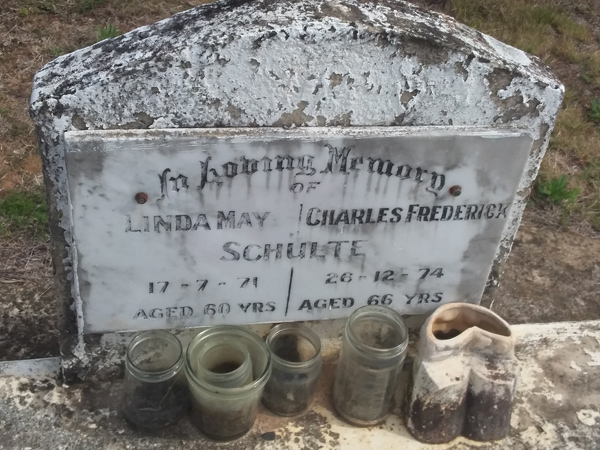 In Loving Memory
OF
LINDA MAY | CHARLES FREDERICK
SCHULTE
17-7-71 | 26-12-74
AGED 60 YRS | AGED 66 YRS